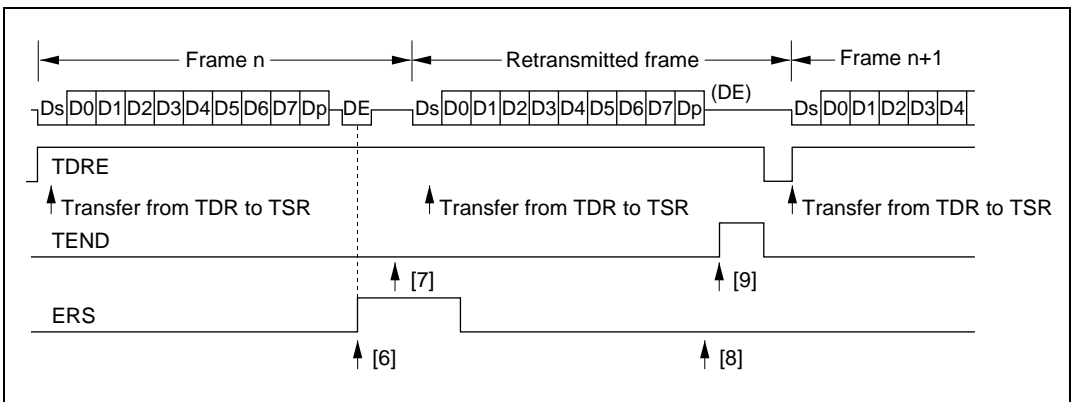 Frame n Retransmitted frame Frame n+1
(DE)
Ds D0 D1 D2 D3 D4 D5 D6 D7 Dp DE Ds D0 D1 D2 D3 D4 D5 D6 D7 Dp Ds D0 D1 D2 D3 D4
TDRE
Transfer from TDR to TSR Transfer from TDR to TSR Transfer from TDR to TSR
TEND
[7] [9]
ERS
[6] [8]